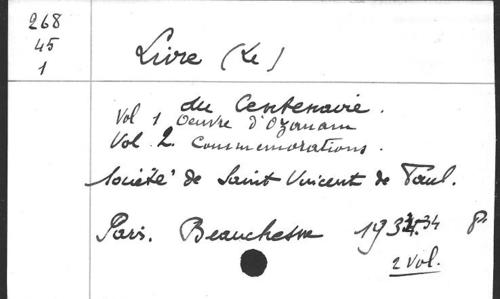 268
45
1
Livre (Le)
du Centenaire.
Vol 1 Oeuvre d'Ozanam
Vol. 2. Commemorations.
Société de Saint Vincent de Paul.
Paris. Beauchesne 1933-34 8º
2 vol.